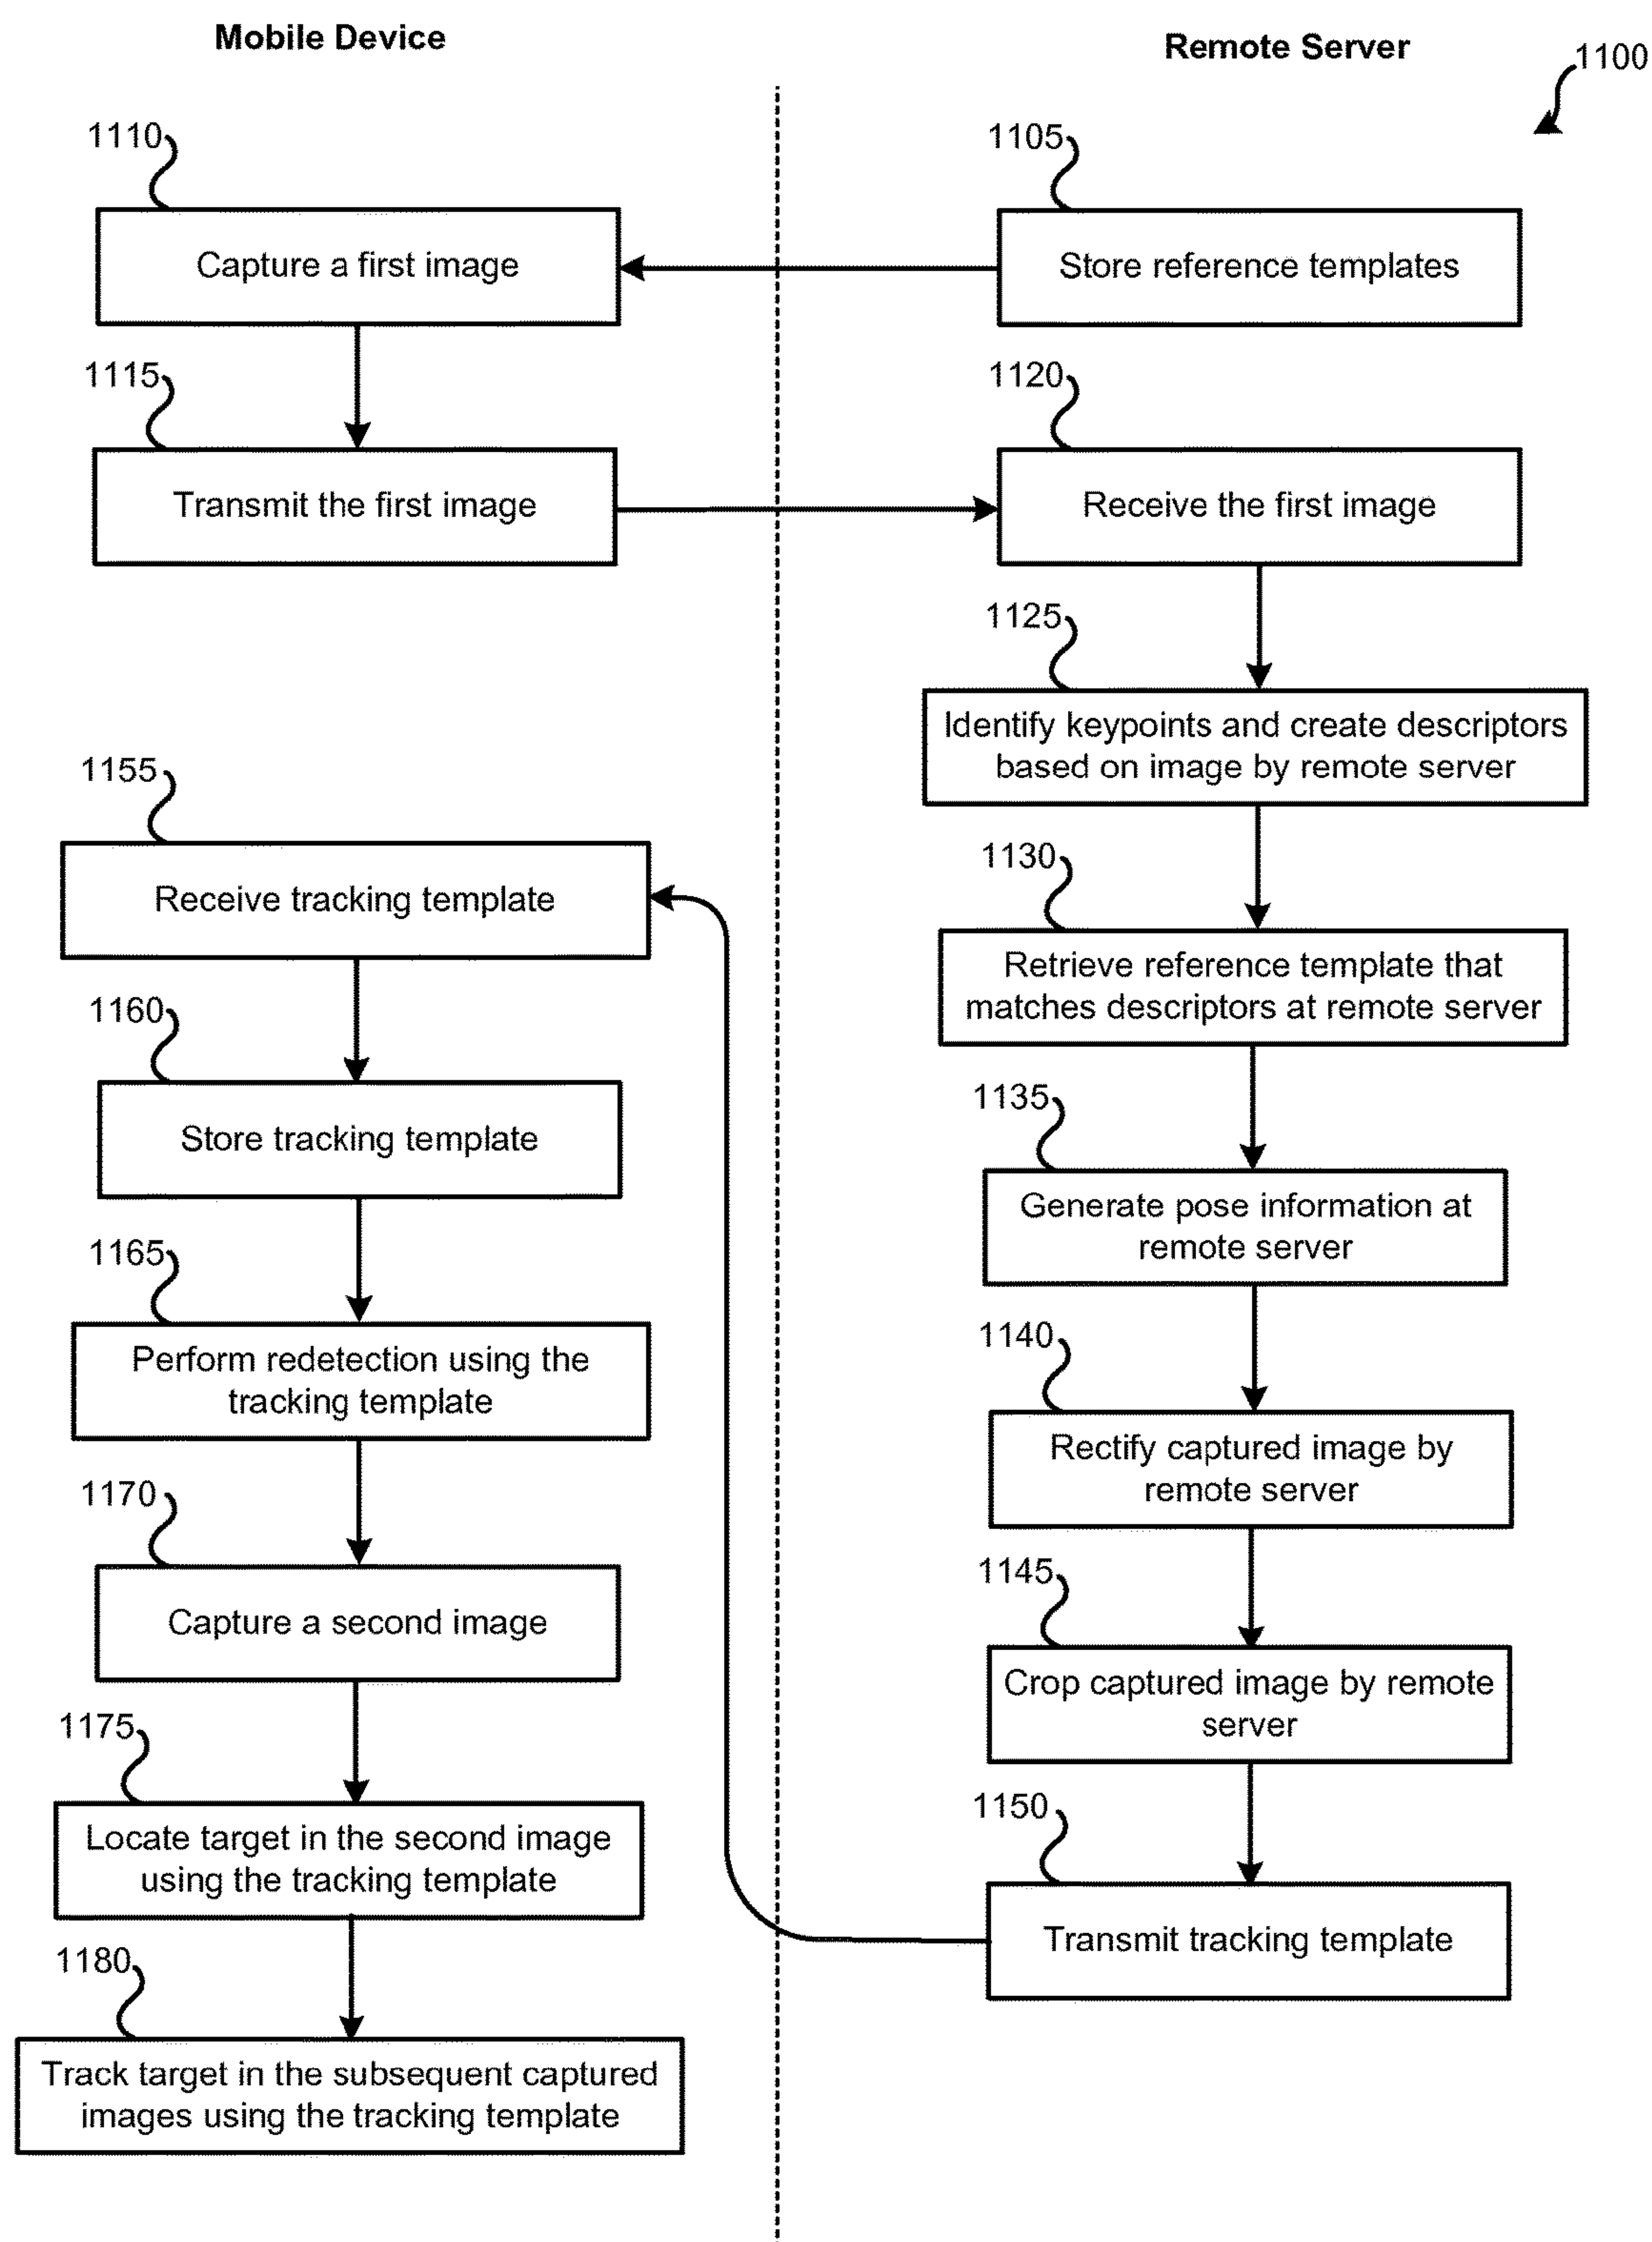 Mobile Device
Remote Server
1100
1110
Capture a first image
1105
Store reference templates
1115
Transmit the first image
1120
Receive the first image
1125
Identify keypoints and create descriptors
based on image by remote server
1130
Retrieve reference template that
matches descriptors at remote server
1135
Generate pose information at
remote server
1140
Rectify captured image by
remote server
1145
Crop captured image by remote
server
1150
Transmit tracking template
1155
Receive tracking template
1160
Store tracking template
1165
Perform redetection using the
tracking template
1170
Capture a second image
1175
Locate target in the second image
using the tracking template
1180
Track target in the subsequent captured
images using the tracking template